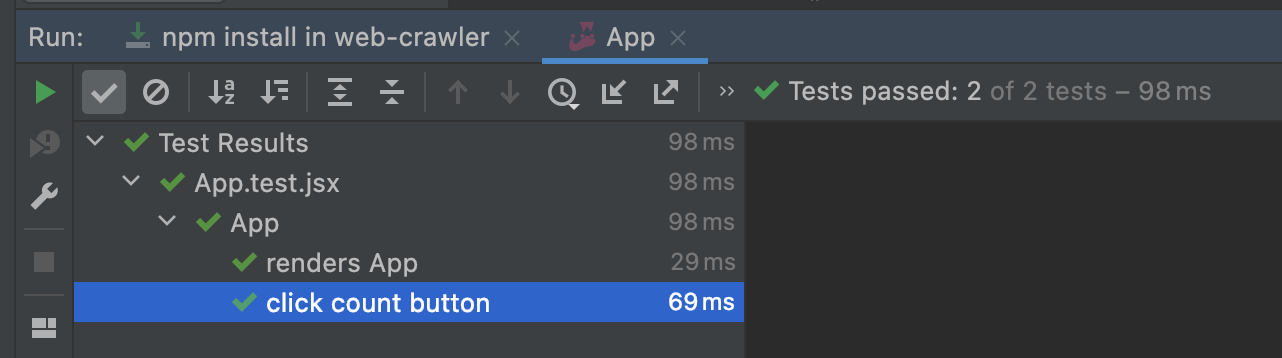 Run: npm install in web-crawler × App ×
Tests passed: 2 of 2 tests – 98 ms
Test Results 98 ms
App.test.jsx 98 ms
App 98 ms
renders App 29 ms
click count button 69 ms